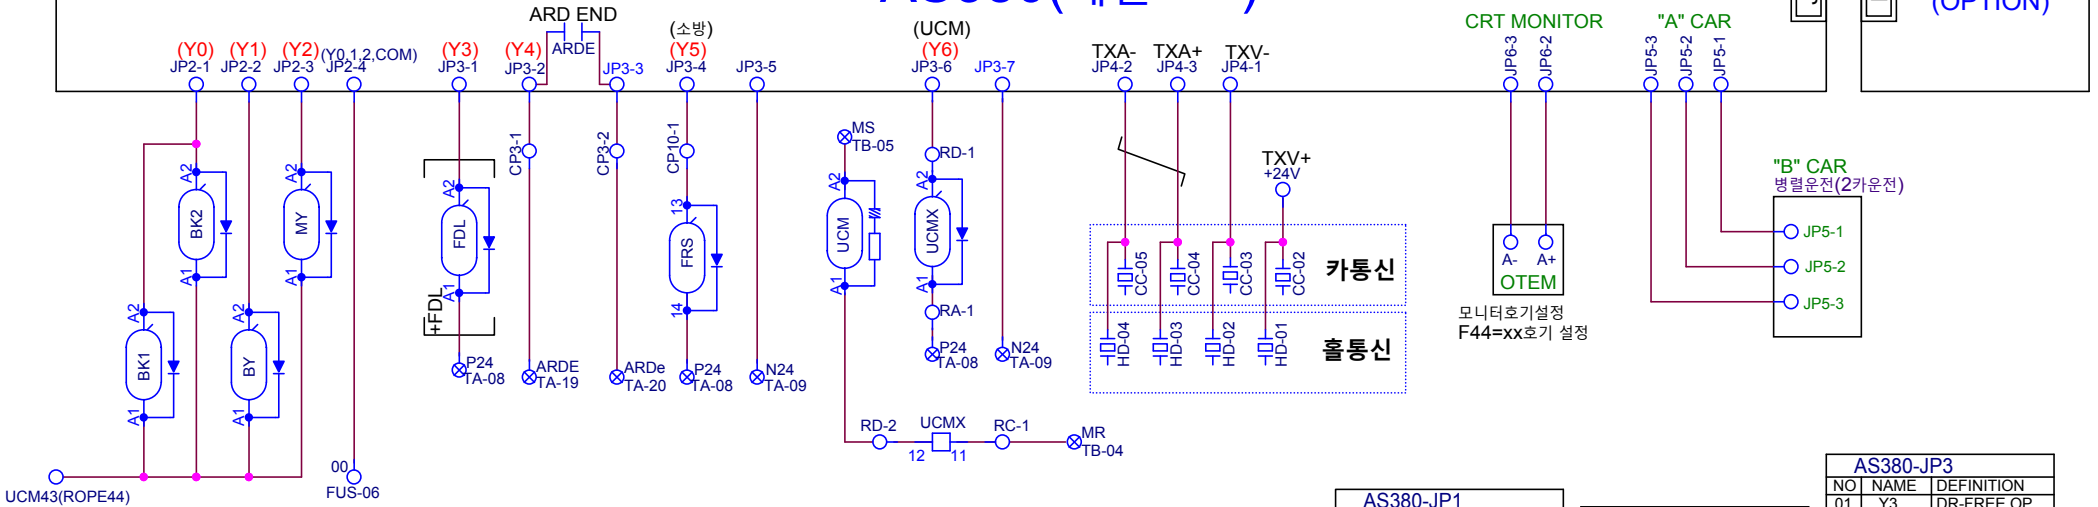 (OPTION)
ARD END
ARDE
(소방)
(UCM)
CRT MONITOR
"A" CAR
(Y0)
(Y1)
(Y2)
(Y0,1,2,COM)
(Y3)
(Y4)
(Y5)
(Y6)
TXA-
TXA+
TXV-
JP2-1
JP2-2
JP2-3
JP2-4
JP3-1
JP3-2
JP3-3
JP3-4
JP3-5
JP3-6
JP3-7
JP4-2
JP4-3
JP4-1
JP6-3
JP6-2
JP5-3
JP5-2
JP5-1
CP3-1
CP3-2
CP10-1
MS
TB-05
RD-1
TXV+
+24V
"B" CAR
병렬운전(2카운전)
A2
BK2
A1
A2
MY
A1
A2
FDL
A1
+FDL
13
FRS
14
A2
UCM
A1
A2
UCMX
A1
CC-05
CC-04
CC-03
CC-02
카통신
A-
A+
OTEM
JP5-1
JP5-2
JP5-3
A2
BK1
A1
A2
BY
A1
RA-1
모니터호기설정
F44=xx호기 설정
HD-04
HD-03
HD-02
HD-01
홀통신
P24
TA-08
ARDE
TA-19
ARDe
TA-20
P24
TA-08
N24
TA-09
P24
TA-08
N24
TA-09
RD-2
UCMX
12
11
RC-1
MR
TB-04
00
FUS-06
UCM43(ROPE44)
AS380-JP1
AS380-JP3
NO NAME DEFINITION
01 Y3 DR-FREE OP